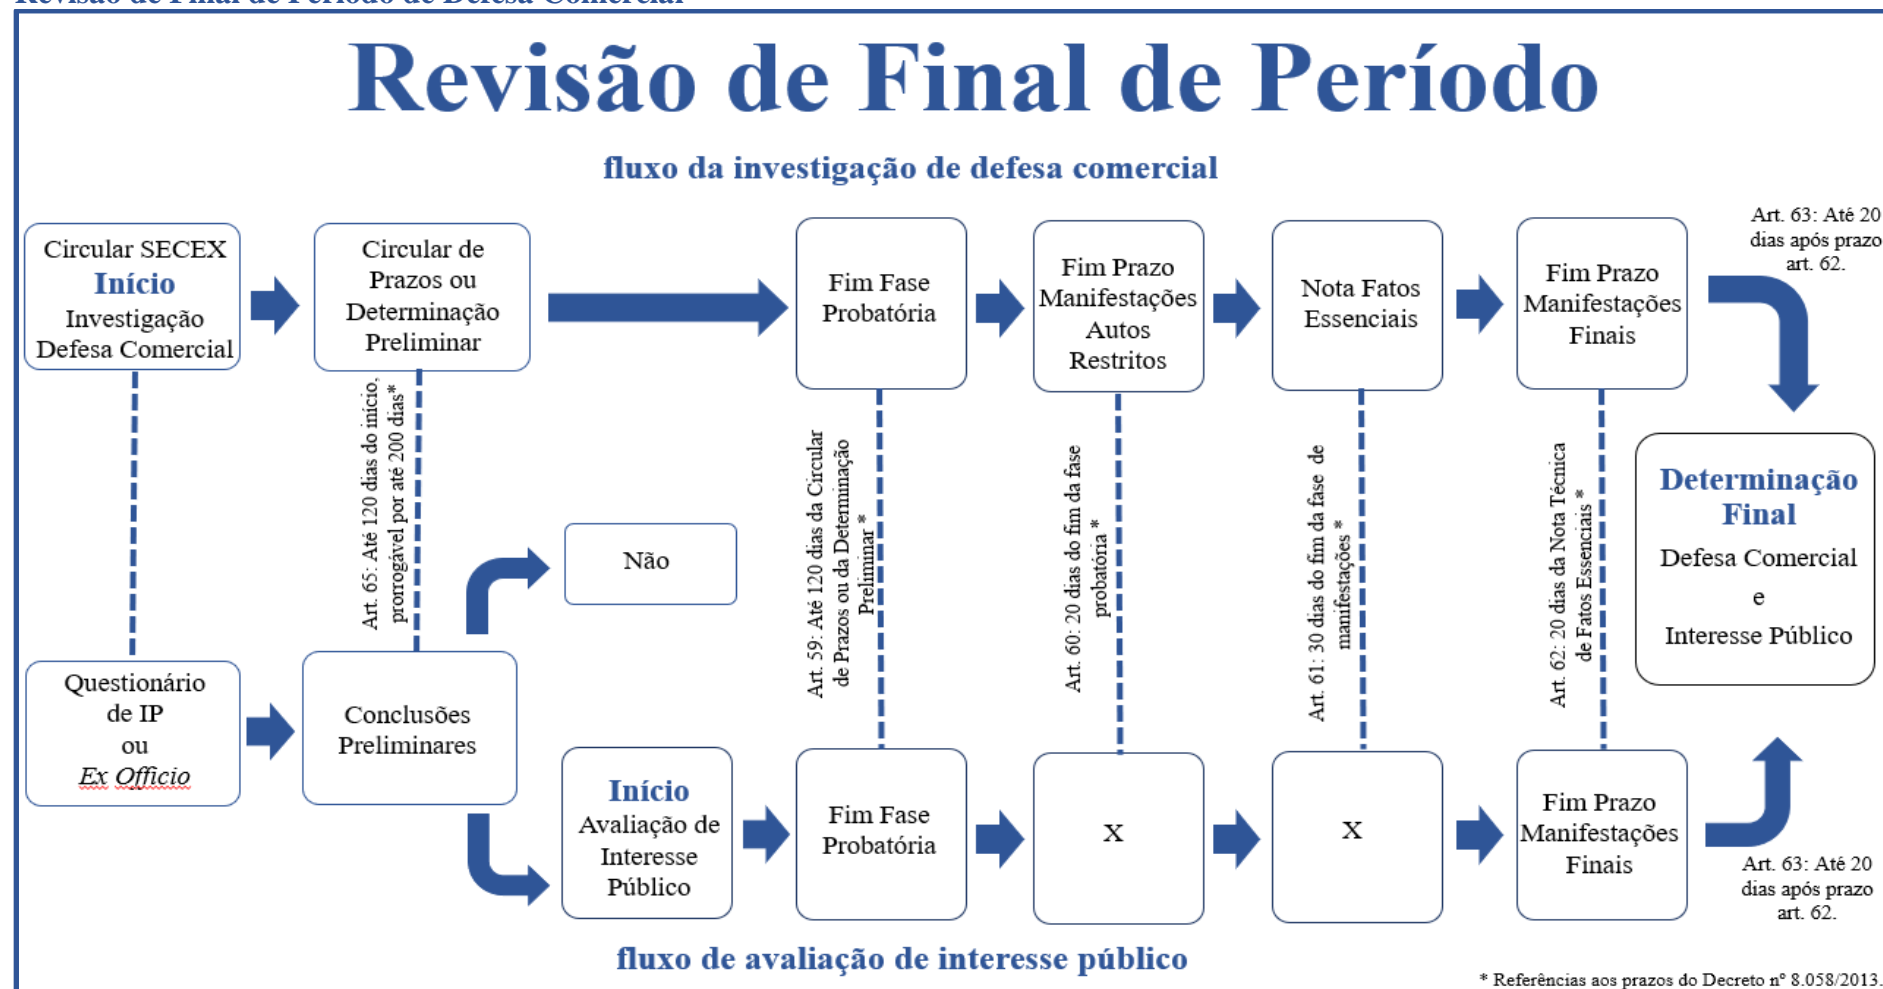 Revisão de Final de Período de Defesa Comercial
Revisão de Final de Período
fluxo da investigação de defesa comercial
Circular SECEX
Início
Investigação
Defesa Comercial
Circular de
Prazos ou
Determinação
Preliminar
Fim Fase
Probatória
Fim Prazo
Manifestações
Autos
Restritos
Nota Fatos
Essenciais
Fim Prazo
Manifestações
Finais
Art. 63: Até 20
dias após prazo
art. 62.
Art. 65: Até 120 dias do início,
prorrogável por até 200 dias*
Art. 59: Até 120 dias da Circular
de Prazos ou da Determinação
Preliminar *
Art. 60: 20 dias do fim da fase
probatória *
Art. 61: 30 dias do fim da fase de
manifestações *
Art. 62: 20 dias da Nota Técnica
de Fatos Essenciais *
Determinação
Final
Defesa Comercial
e
Interesse Público
Não
Questionário
de IP
ou
Ex Officio
Conclusões
Preliminares
Início
Avaliação de
Interesse
Público
Fim Fase
Probatória
X
X
Fim Prazo
Manifestações
Finais
Art. 63: Até 20
dias após prazo
art. 62.
fluxo de avaliação de interesse público
* Referências aos prazos do Decreto nº 8.058/2013.